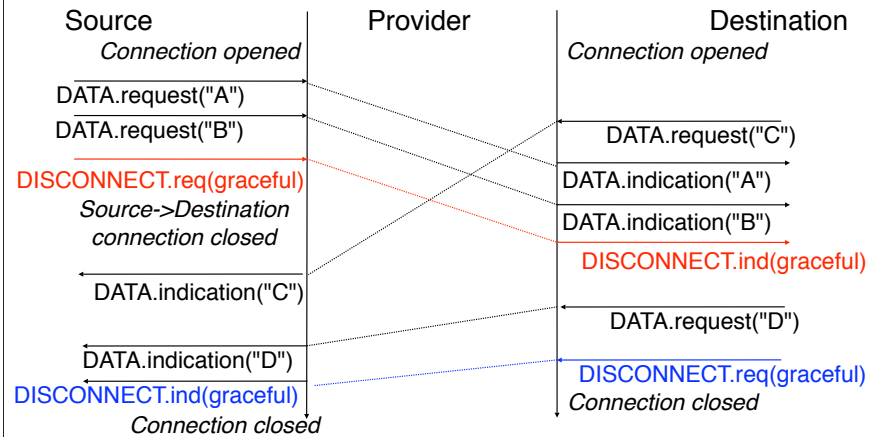 Source Provider Destination
Connection opened Connection opened
DATA.request("A")
DATA.request("B")
DATA.request("C")
DISCONNECT.req(graceful)
DATA.indication("A")
Source->Destination
connection closed
DATA.indication("B")
DISCONNECT.ind(graceful)
DATA.indication("C")
DATA.request("D")
DATA.indication("D")
DISCONNECT.req(graceful)
DISCONNECT.ind(graceful)
Connection closed
Connection closed